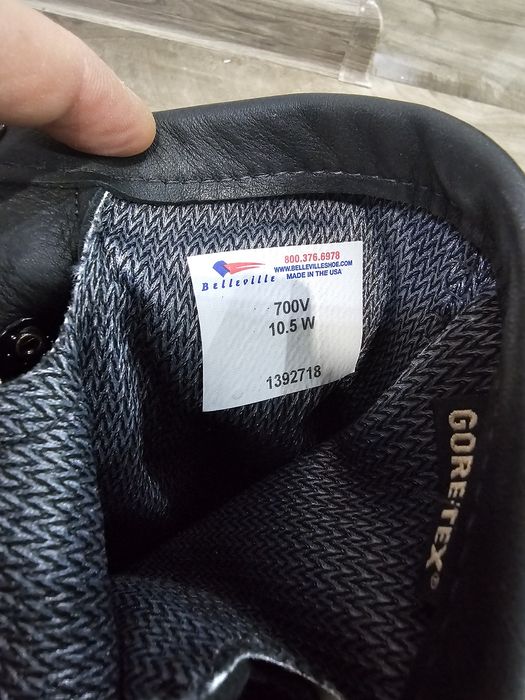 800.376.6978
WWW.BELLEVILLESHOE.COM
MADE IN THE USA
Belleville
700V
10.5 W
1392718
GORE-TEX®